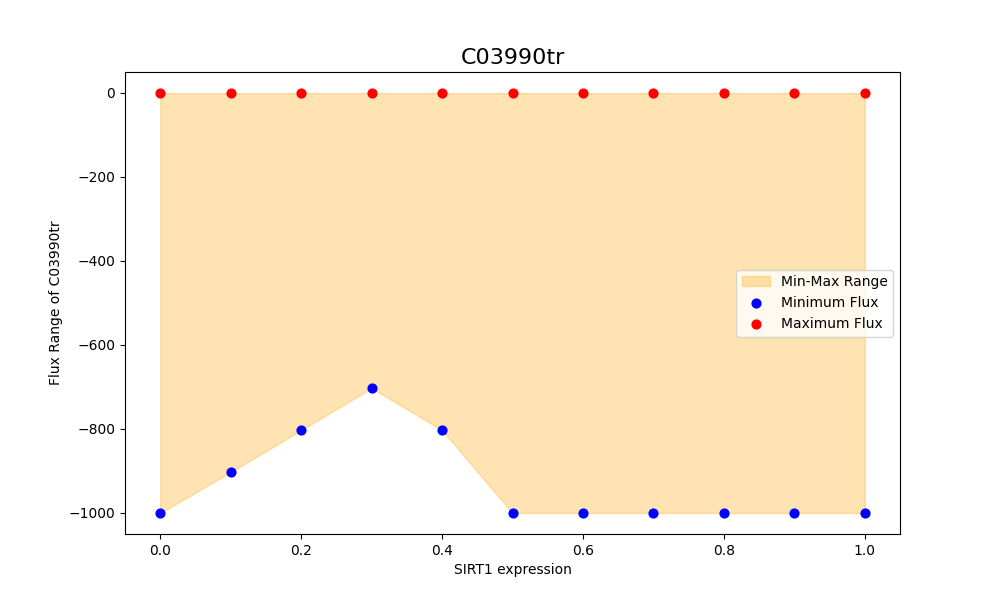 C03990tr
0
−200
−400
−600
−800
−1000
Flux Range of C03990tr
Min-Max Range
Minimum Flux
Maximum Flux
0.0 0.2 0.4 0.6 0.8 1.0
SIRT1 expression